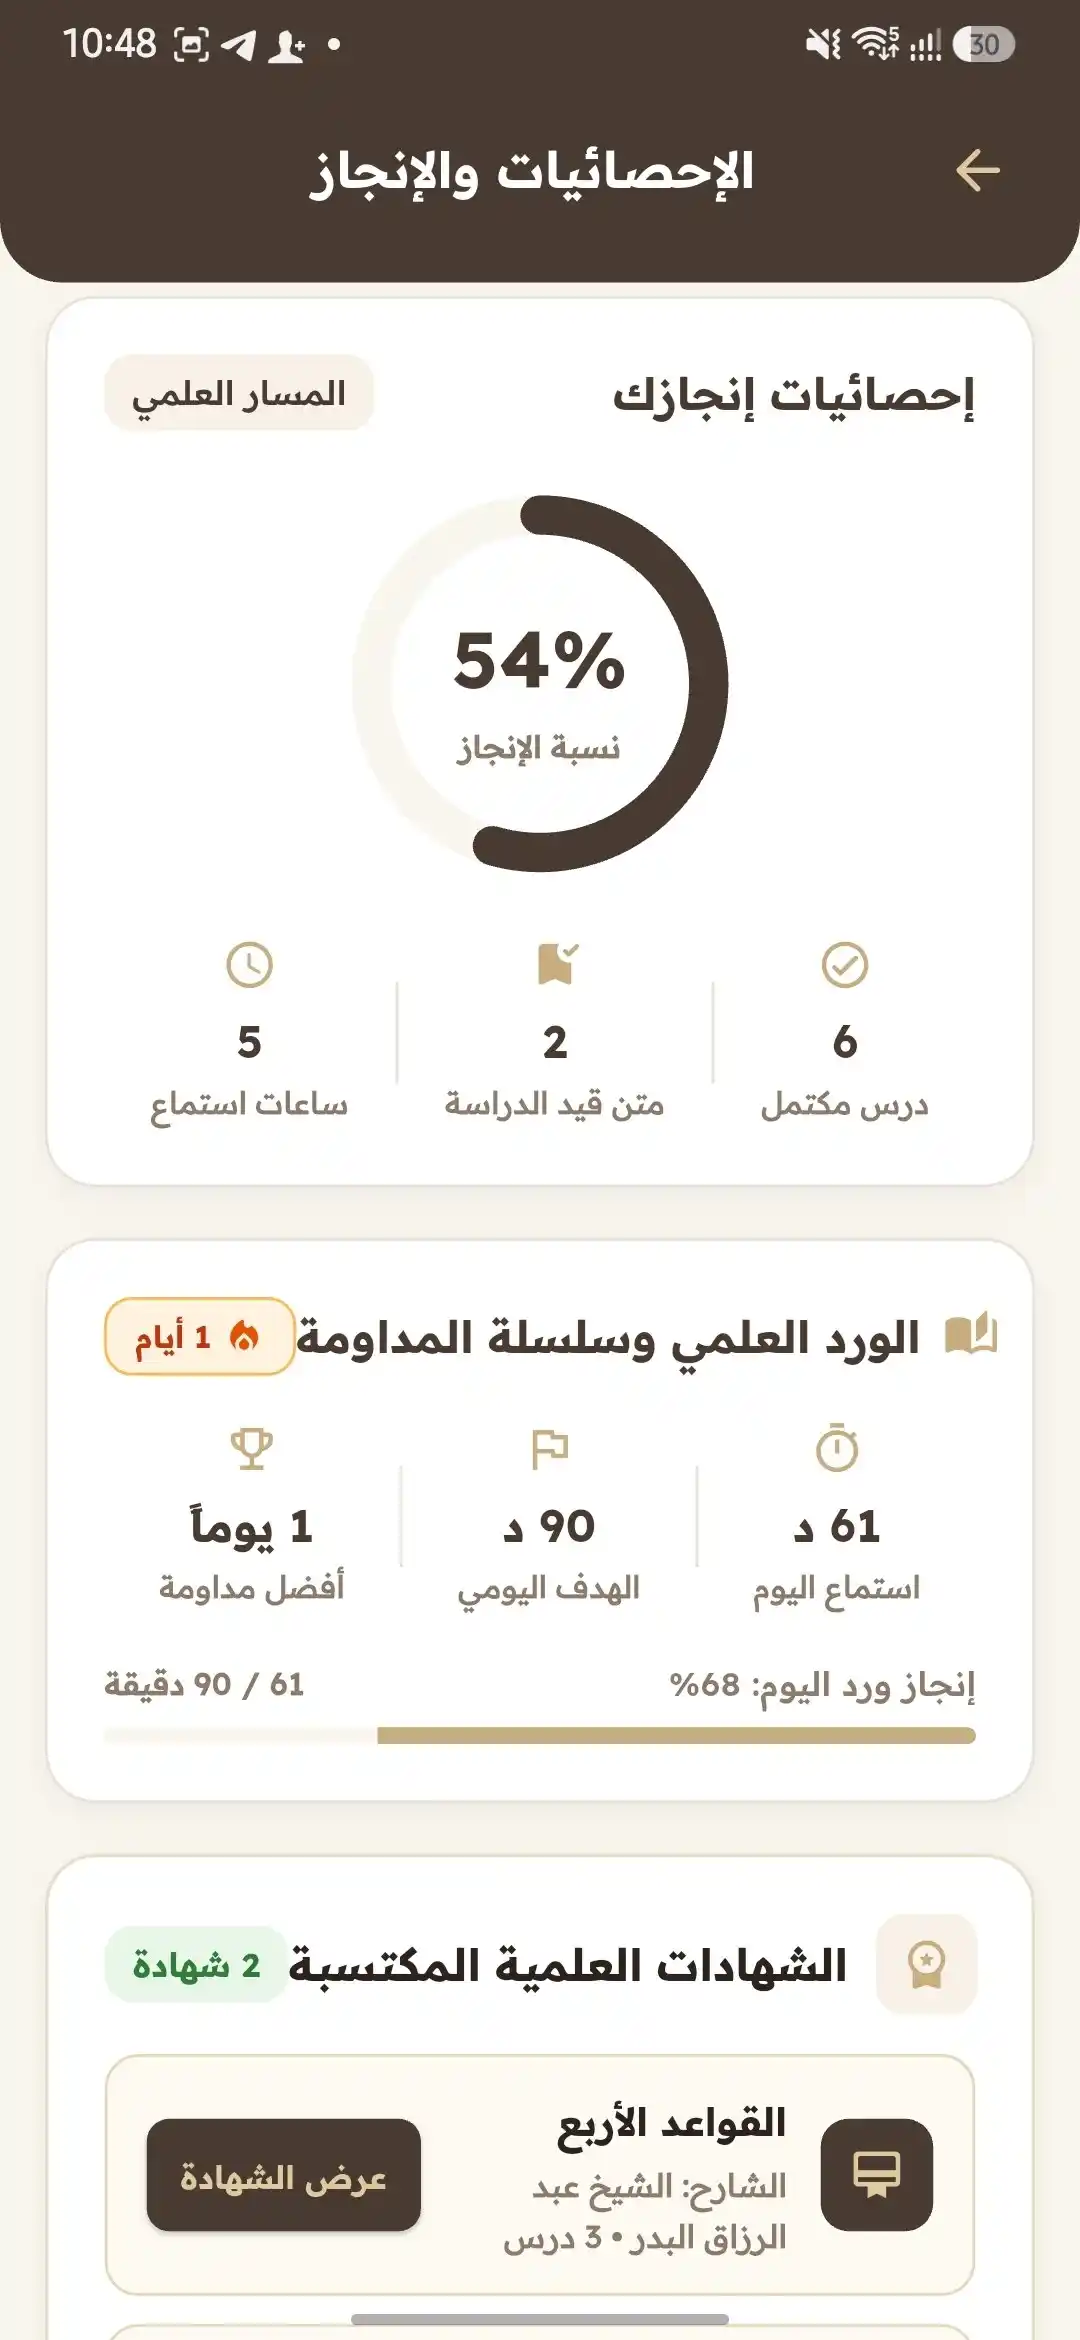 10:48
5
30
الإحصائيات والإنجاز
إحصائيات إنجازك
المسار العلمي
54%
نسبة الإنجاز
6
درس مكتمل
2
متن قيد الدراسة
5
ساعات استماع
الورد العلمي وسلسلة المداومة
1 أيام
61 د
استماع اليوم
90 د
الهدف اليومي
1 يوماً
أفضل مداومة
إنجاز ورد اليوم: 68%
61 / 90 دقيقة
الشهادات العلمية المكتسبة
2 شهادة
القواعد الأربع
الشارح: الشيخ عبد
الرزاق البدر • 3 درس
عرض الشهادة